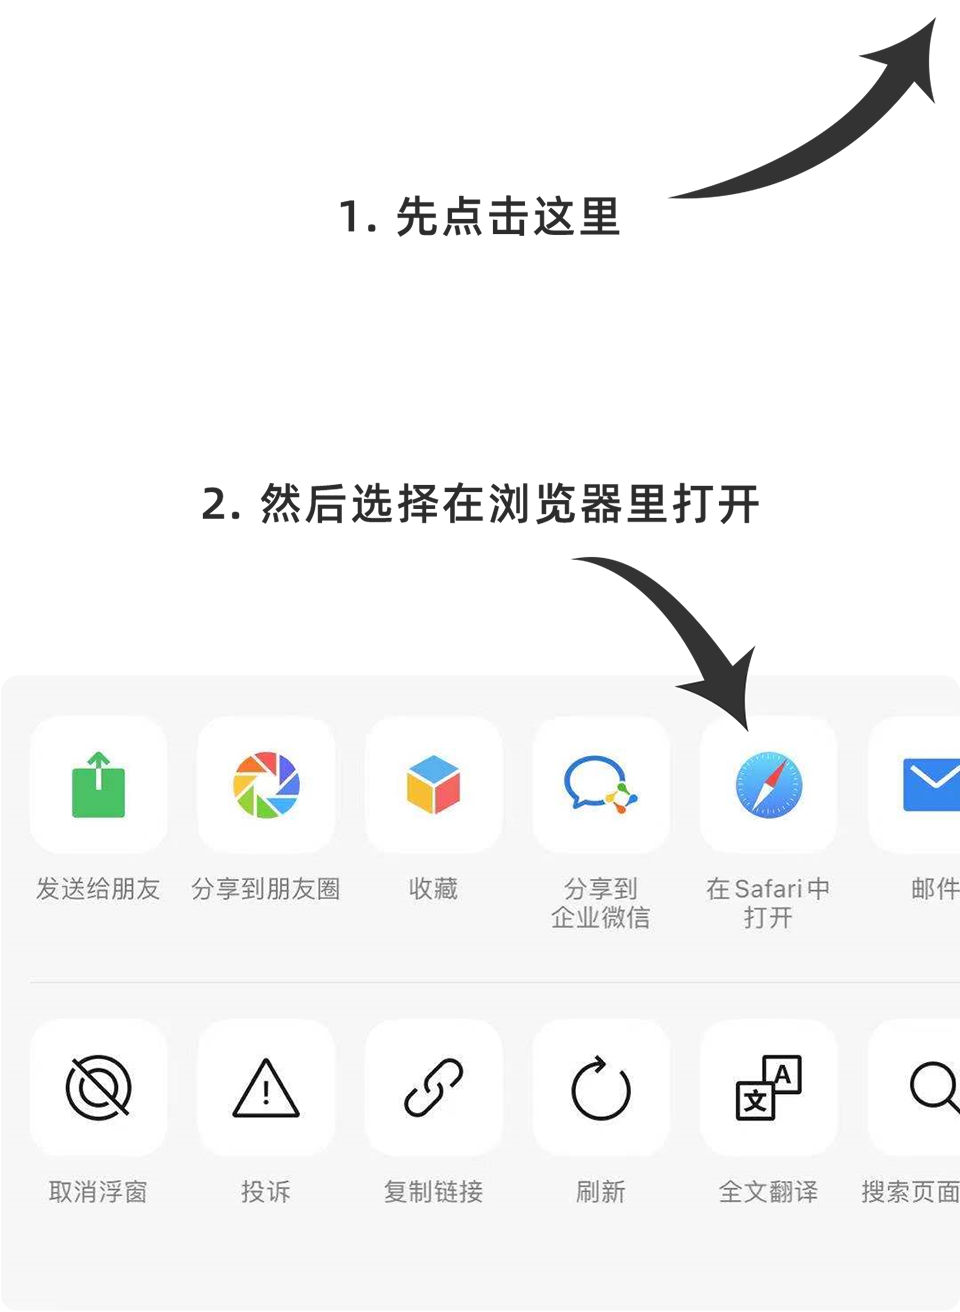 1. 先点击这里
2. 然后选择在浏览器里打开
发送给朋友
分享到朋友圈
收藏
分享到
企业微信
在Safari中
打开
邮件
取消浮窗
投诉
复制链接
刷新
A
文
全文翻译
搜索页面